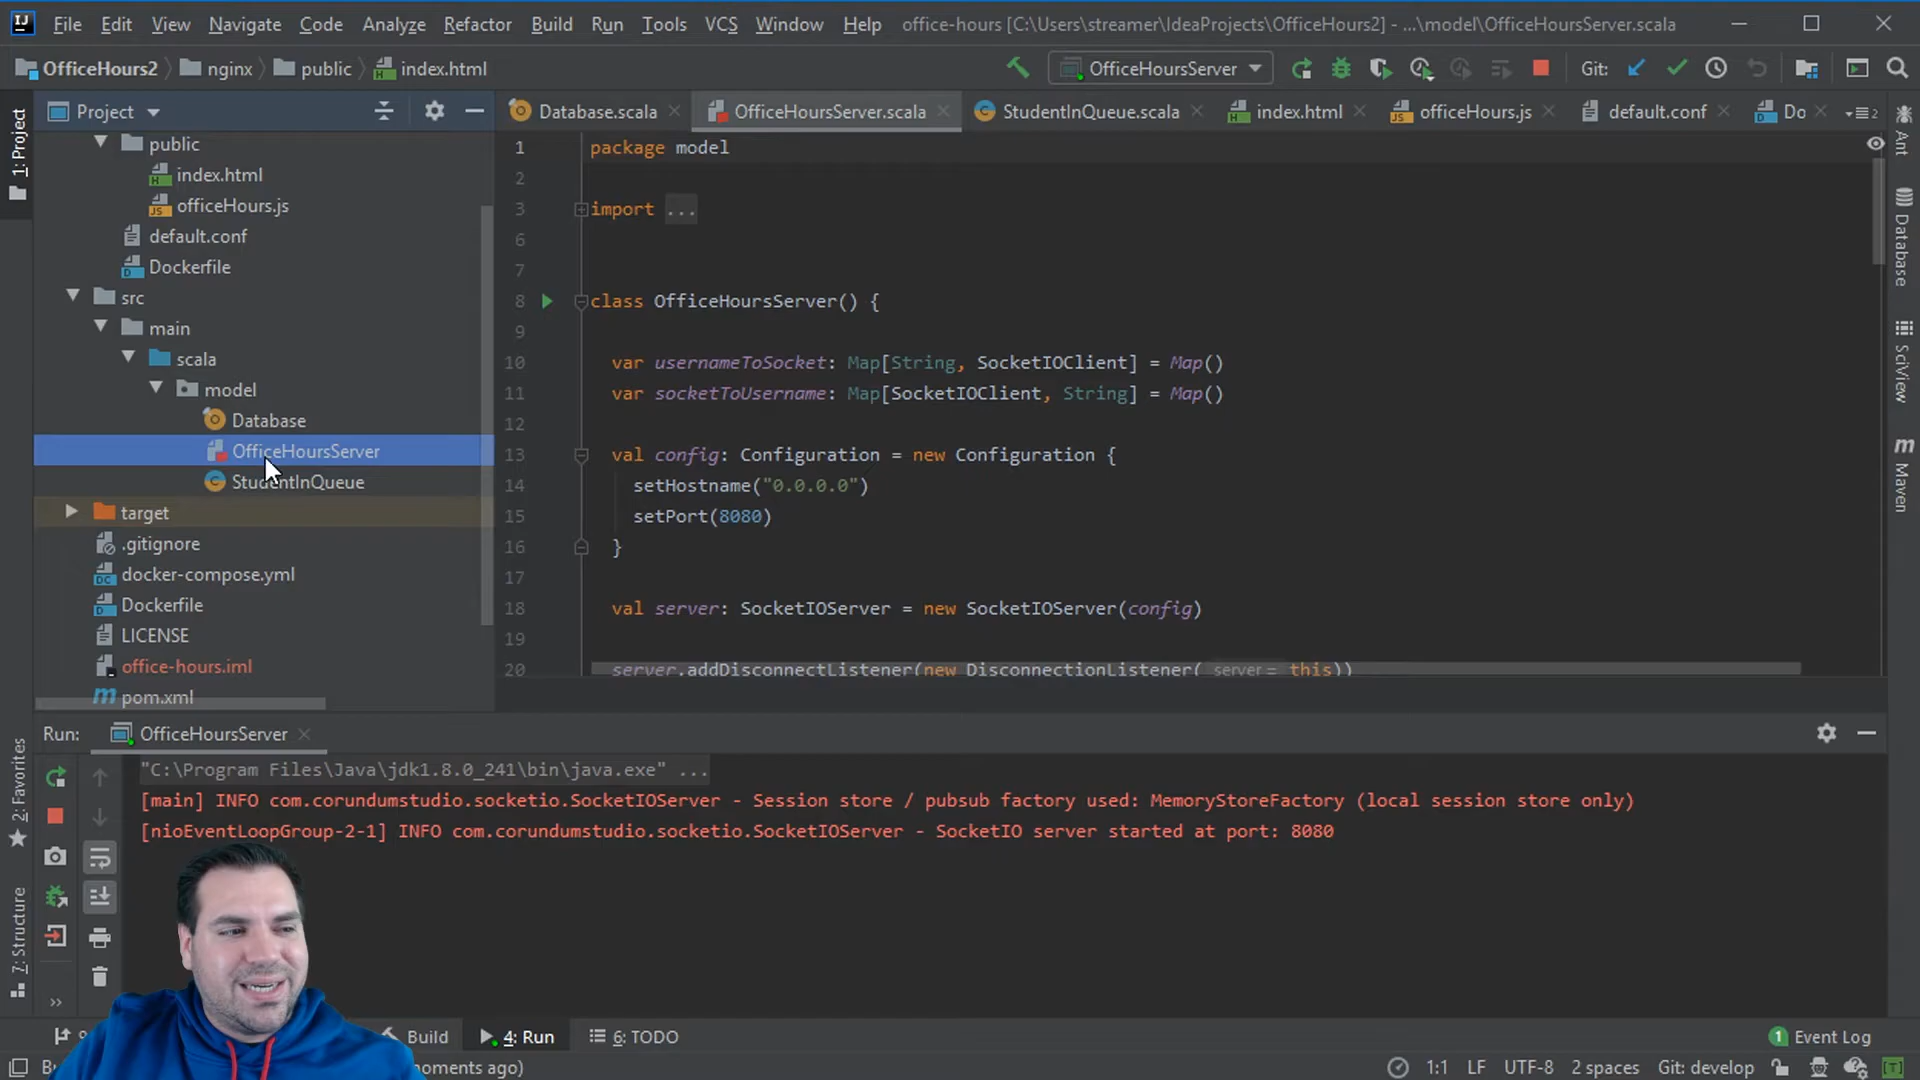 File Edit View Navigate Code Analyze Refactor Build Run Tools VCS Window Help office-hours [C:\Users\streamer\IdeaProjects\OfficeHours2] - ...\model\OfficeHoursServer.scala
OfficeHours2 nginx public index.html OfficeHoursServer Git:
Project Database.scala OfficeHoursServer.scala StudentInQueue.scala index.html officeHours.js default.conf Do 2
1: Project
public
index.html
officeHours.js
default.conf
Dockerfile
src
main
scala
model
Database
OfficeHoursServer
StudentInQueue
target
.gitignore
docker-compose.yml
Dockerfile
LICENSE
office-hours.iml
pom.xml
1 package model
2
3 import ...
6
7
8 class OfficeHoursServer() {
9
10 var usernameToSocket: Map[String, SocketIOClient] = Map()
11 var socketToUsername: Map[SocketIOClient, String] = Map()
12
13 val config: Configuration = new Configuration {
14 setHostname("0.0.0.0")
15 setPort(8080)
16 }
17
18 val server: SocketIOServer = new SocketIOServer(config)
19
20 server.addDisconnectListener(new DisconnectionListener( server = this))
Ant
Database
SciView
Maven
Run: OfficeHoursServer
"C:\Program Files\Java\jdk1.8.0_241\bin\java.exe" ...
[main] INFO com.corundumstudio.socketio.SocketIOServer - Session store / pubsub factory used: MemoryStoreFactory (local session store only)
[nioEventLoopGroup-2-1] INFO com.corundumstudio.socketio.SocketIOServer - SocketIO server started at port: 8080
2: Favorites
7: Structure
Build 4: Run 6: TODO 1 Event Log
moments ago) 1:1 LF UTF-8 2 spaces Git: develop